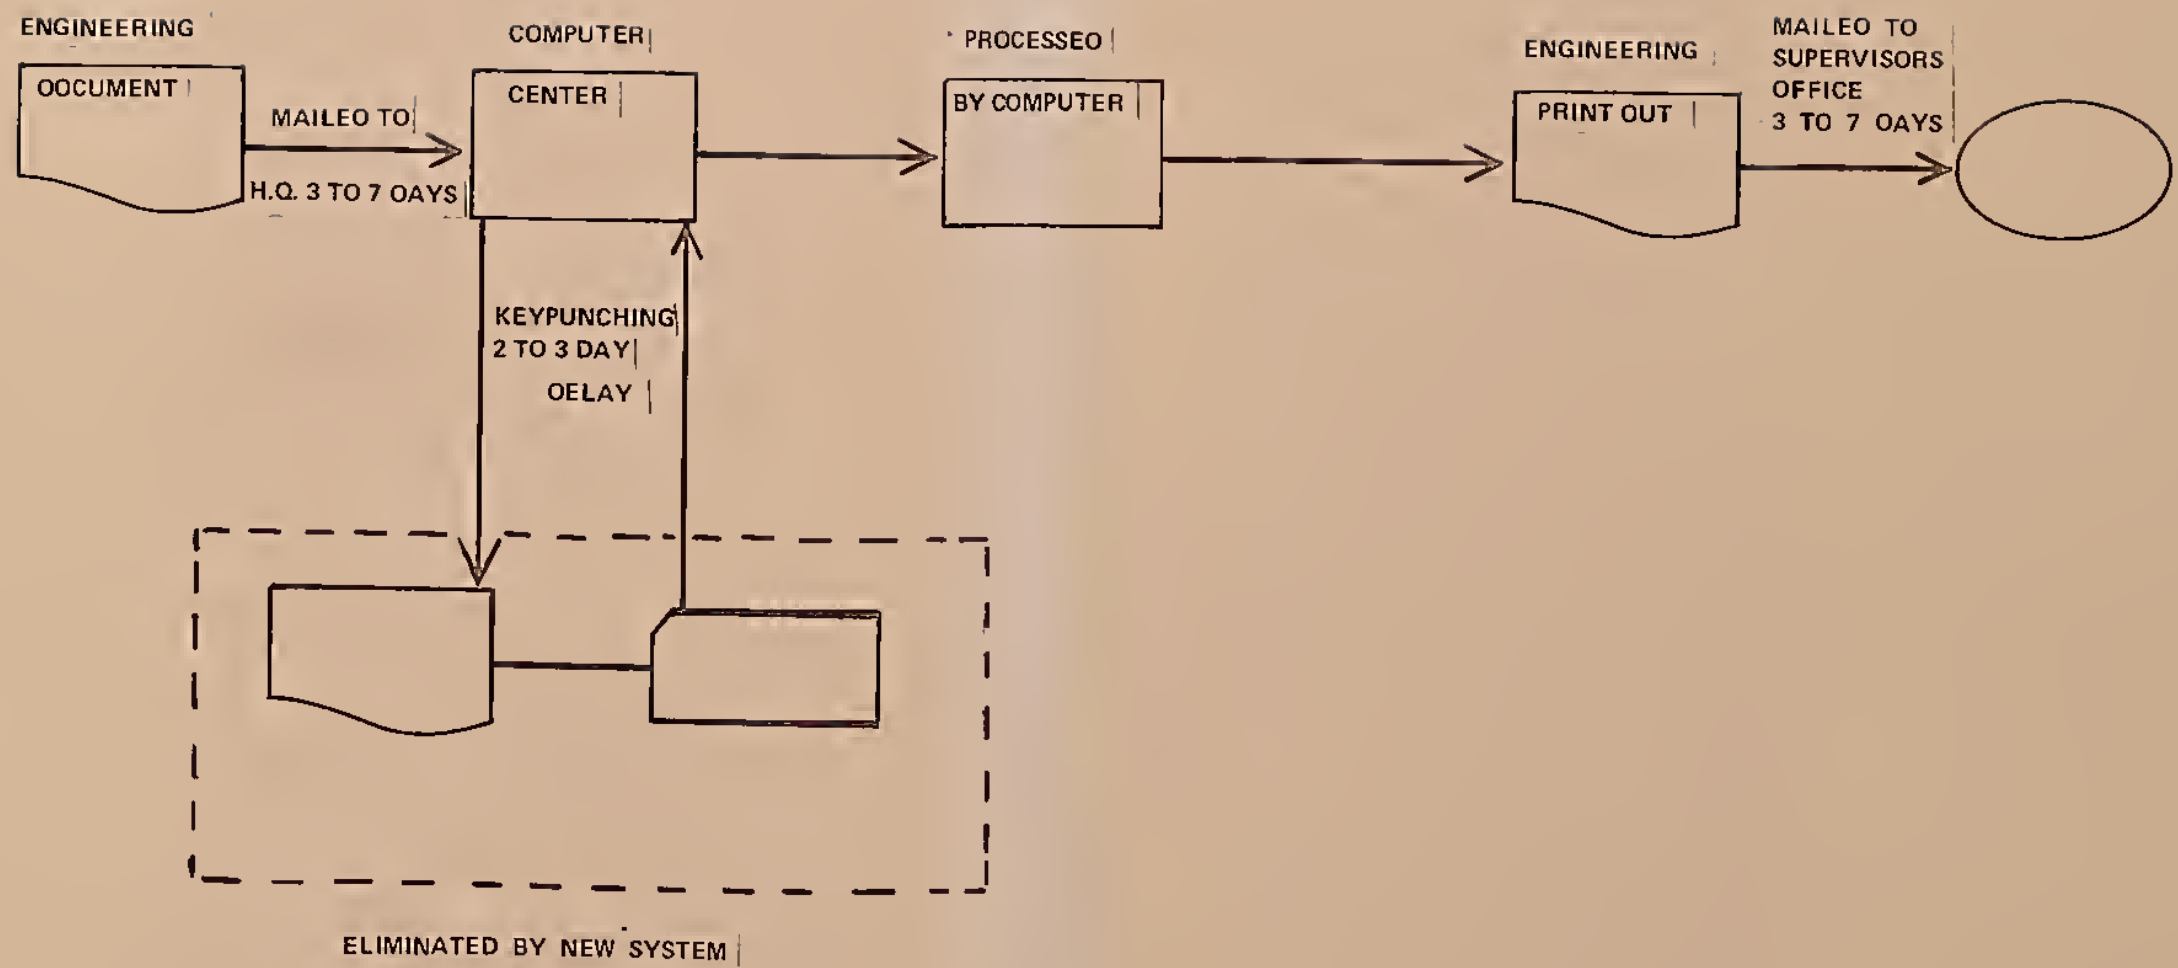 ENGINEERING
OOCUMENT
MAILEO TO
H.Q. 3 TO 7 OAYS
COMPUTER
CENTER
PROCESSEO
BY COMPUTER
ENGINEERING
PRINT OUT
MAILEO TO
SUPERVISORS
OFFICE
3 TO 7 OAYS
KEYPUNCHING
2 TO 3 DAY
OELAY
ELIMINATED BY NEW SYSTEM